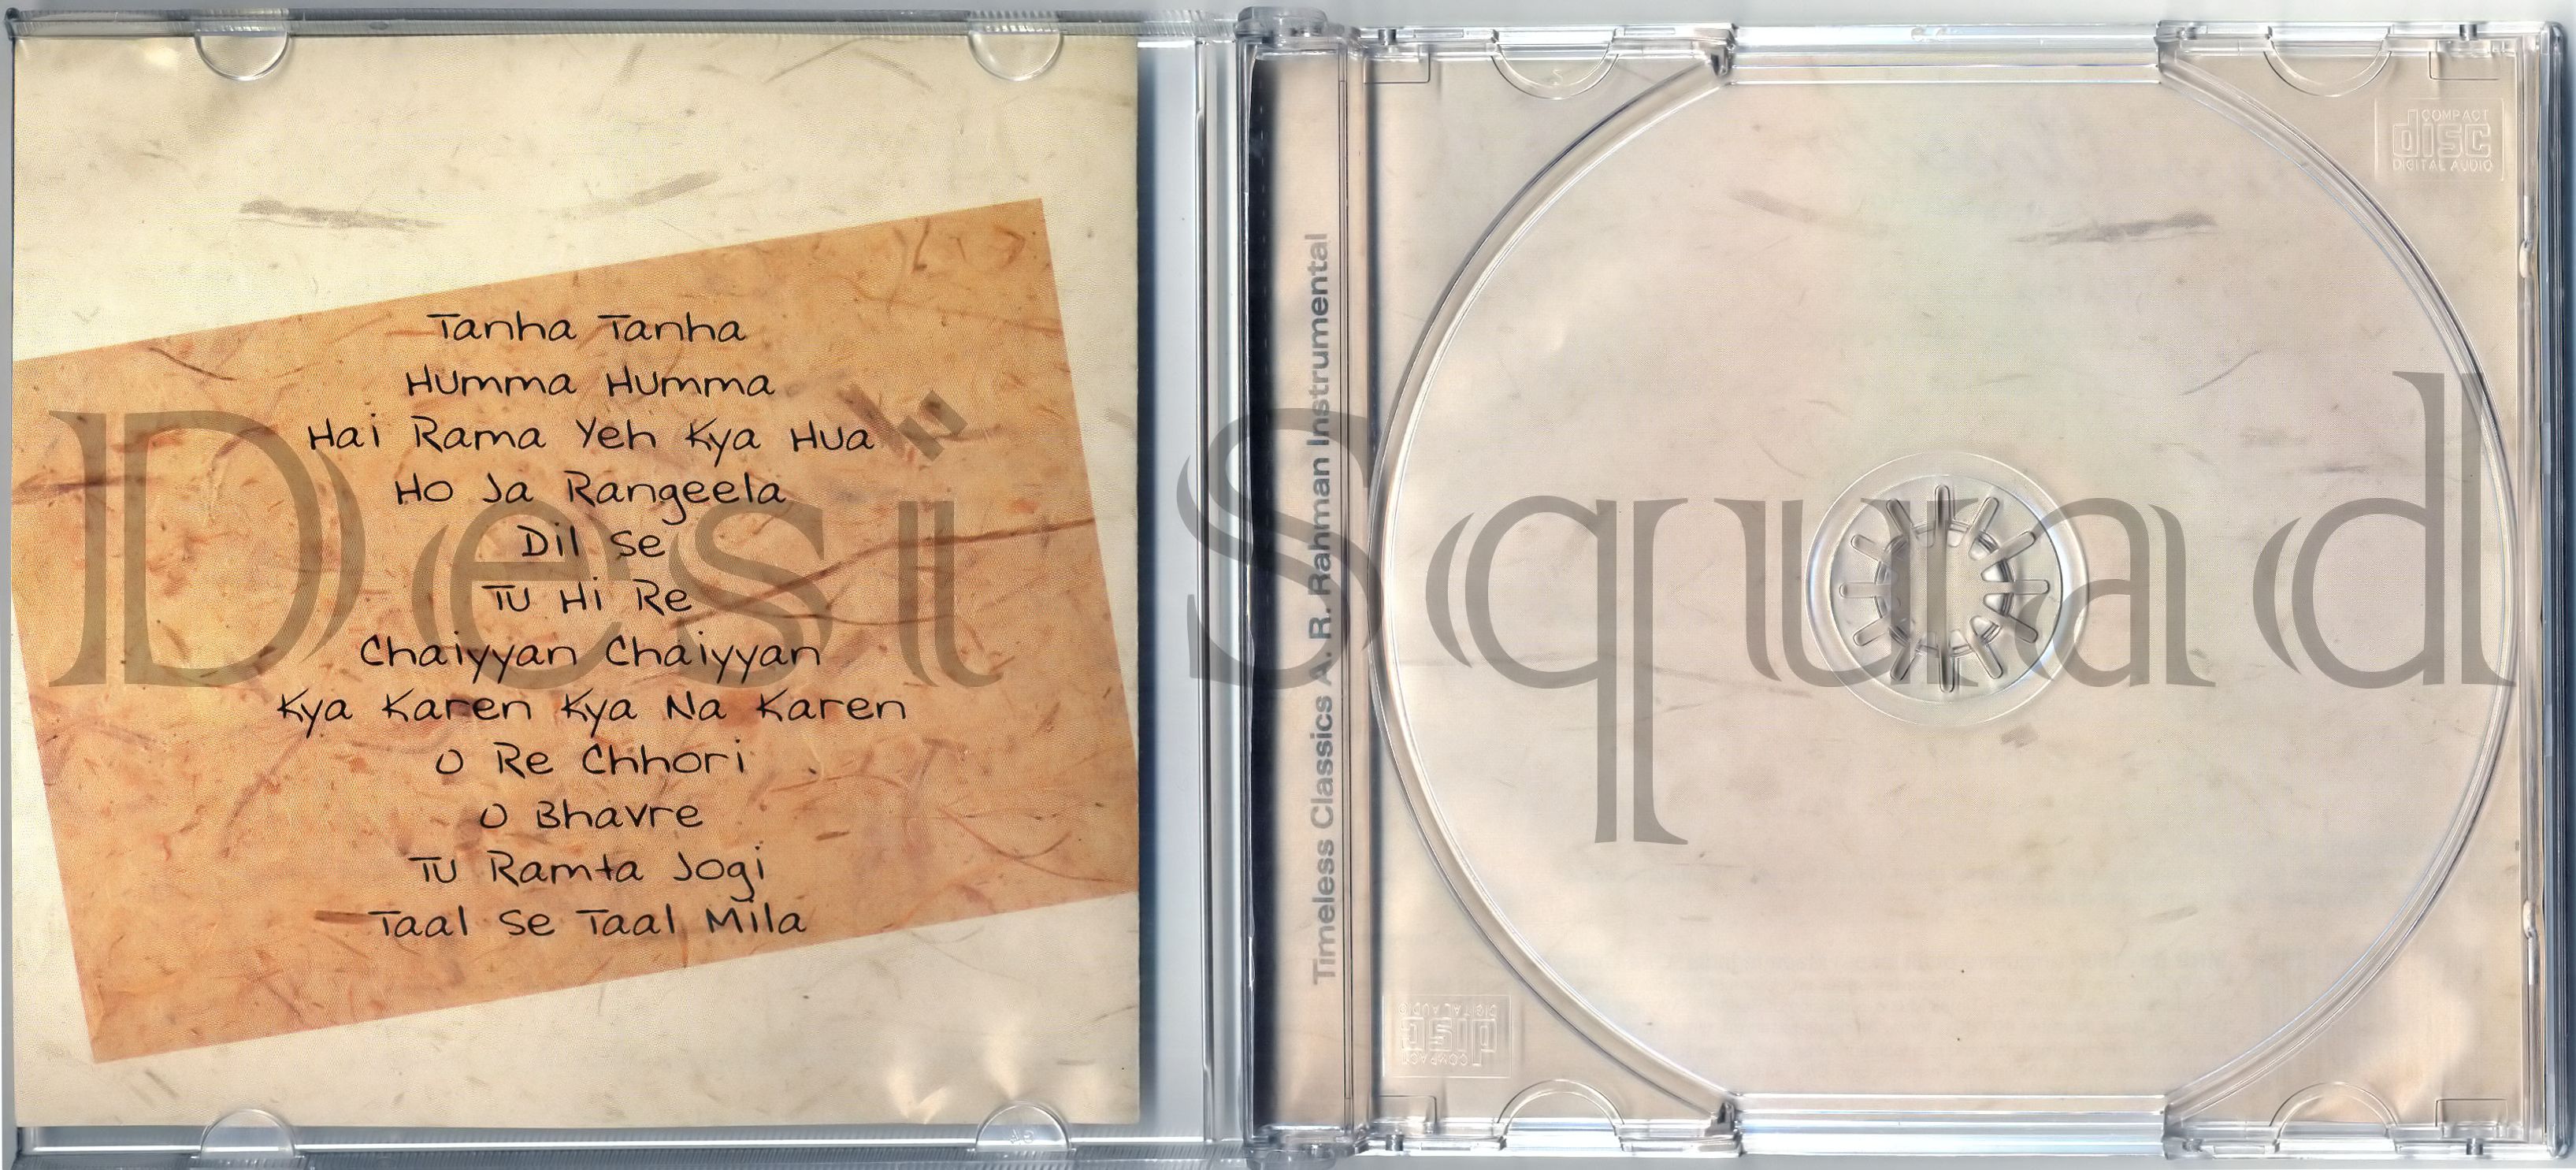 Tanha Tanha
Humma Humma
Hai Rama Yeh Kya Hua
Ho Ja Rangeela
Dil Se
Tu Hi Re
Chaiyyan Chaiyyan
Kya Karen Kya Na Karen
O Re Chhori
O Bhavre
Tu Ramta Jogi
Taal Se Taal Mila
Timeless Classics A. R. Rahman Instrumental
COMPACT
disc
DIGITAL AUDIO
COMPACT
disc
DIGITAL AUDIO
Desi Squad